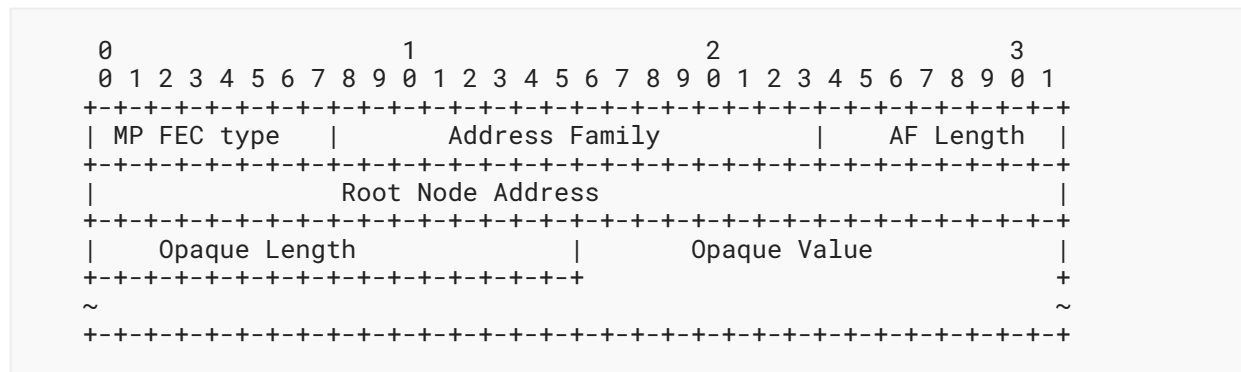 0                   1                   2                   3
 0 1 2 3 4 5 6 7 8 9 0 1 2 3 4 5 6 7 8 9 0 1 2 3 4 5 6 7 8 9 0 1
+-+-+-+-+-+-+-+-+-+-+-+-+-+-+-+-+-+-+-+-+-+-+-+-+-+-+-+-+-+-+-+-+
| MP FEC type   |       Address Family          |    AF Length  |
+-+-+-+-+-+-+-+-+-+-+-+-+-+-+-+-+-+-+-+-+-+-+-+-+-+-+-+-+-+-+-+-+
|                Root Node Address                              |
+-+-+-+-+-+-+-+-+-+-+-+-+-+-+-+-+-+-+-+-+-+-+-+-+-+-+-+-+-+-+-+-+
|    Opaque Length              |       Opaque Value            |
+-+-+-+-+-+-+-+-+-+-+-+-+-+-+-+-+                               +
~                                                               ~
+-+-+-+-+-+-+-+-+-+-+-+-+-+-+-+-+-+-+-+-+-+-+-+-+-+-+-+-+-+-+-+-+